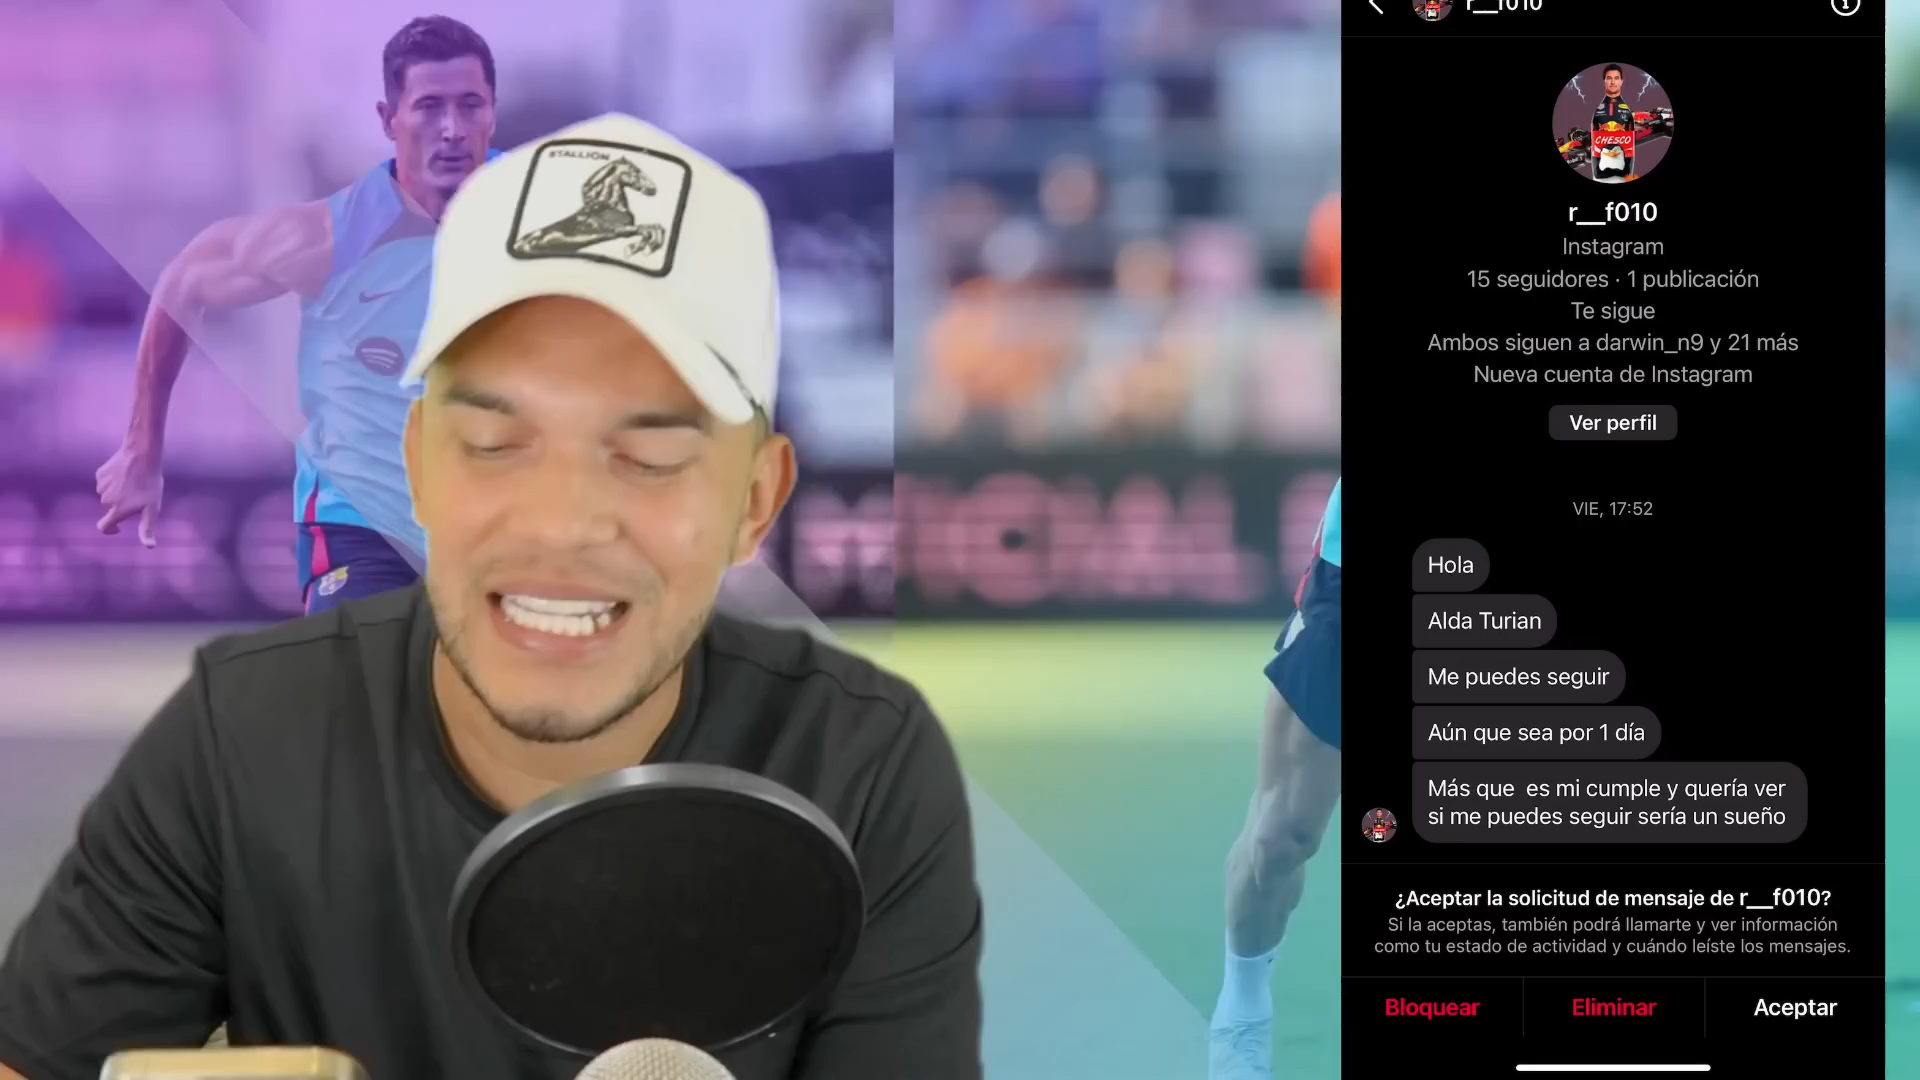 r__f010
STALLION
CHESCO
r__f010
Instagram
15 seguidores · 1 publicación
Te sigue
Ambos siguen a darwin_n9 y 21 más
Nueva cuenta de Instagram
Ver perfil
VIE, 17:52
Hola
Alda Turian
Me puedes seguir
Aún que sea por 1 día
Más que  es mi cumple y quería ver
si me puedes seguir sería un sueño
¿Aceptar la solicitud de mensaje de r__f010?
Si la aceptas, también podrá llamarte y ver información
como tu estado de actividad y cuándo leíste los mensajes.
Bloquear
Eliminar
Aceptar